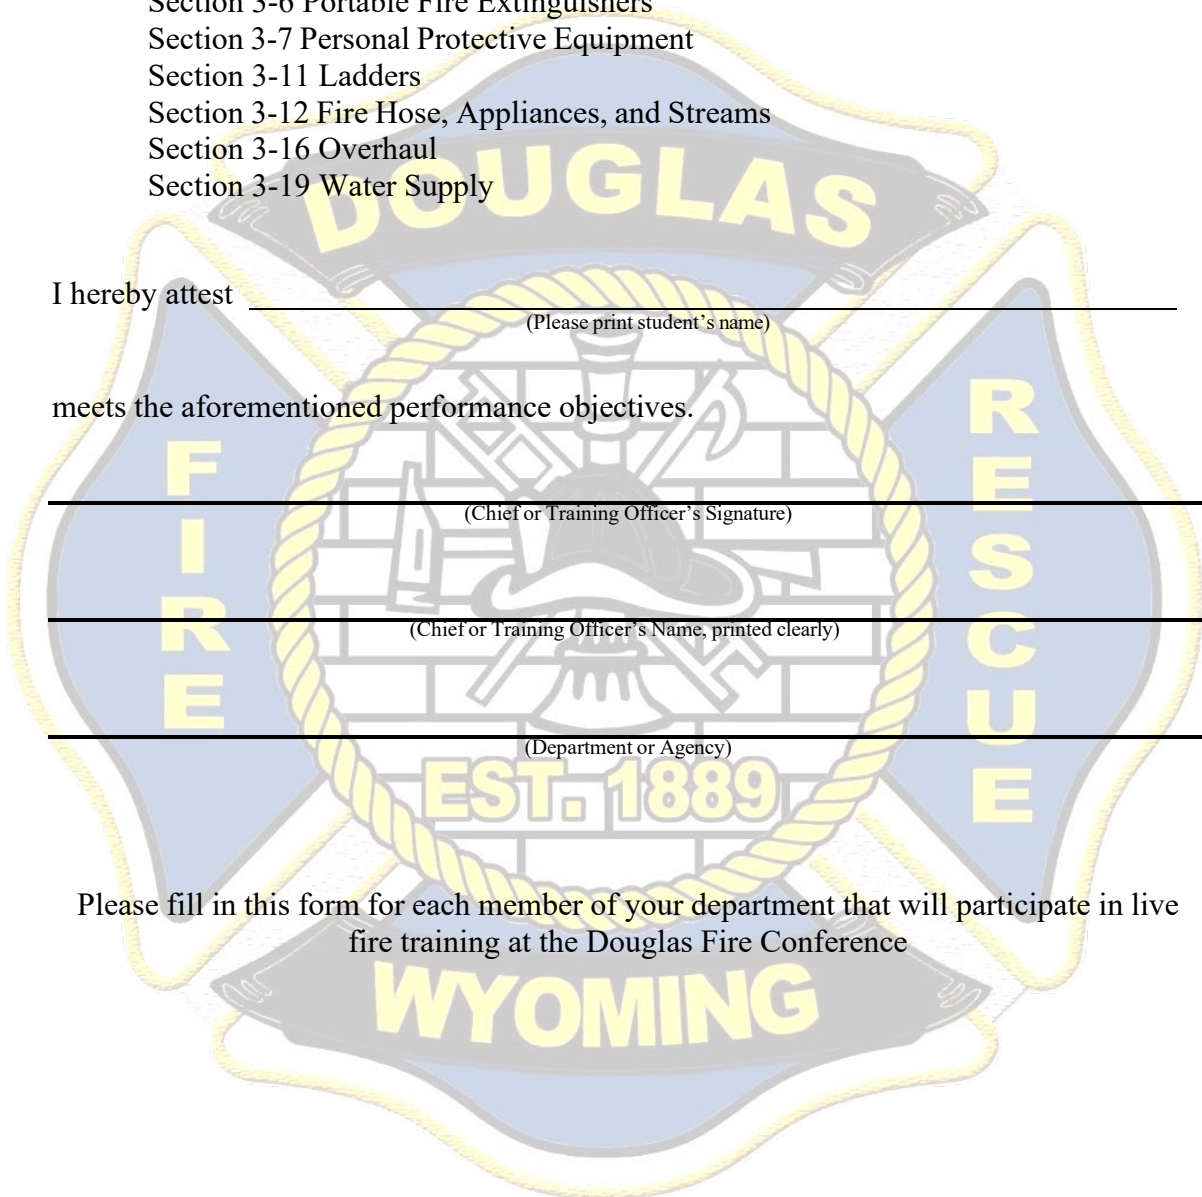 Section 3-6 Portable Fire Extinguishers
Section 3-7 Personal Protective Equipment
Section 3-11 Ladders
Section 3-12 Fire Hose, Appliances, and Streams
Section 3-16 Overhaul
Section 3-19 Water Supply
DOUGLAS
I hereby attest
(Please print student’s name)
meets the aforementioned performance objectives.
FIRE
RESCUE
(Chief or Training Officer’s Signature)
(Chief or Training Officer’s Name, printed clearly)
(Department or Agency)
EST. 1889
Please fill in this form for each member of your department that will participate in live
fire training at the Douglas Fire Conference
WYOMING